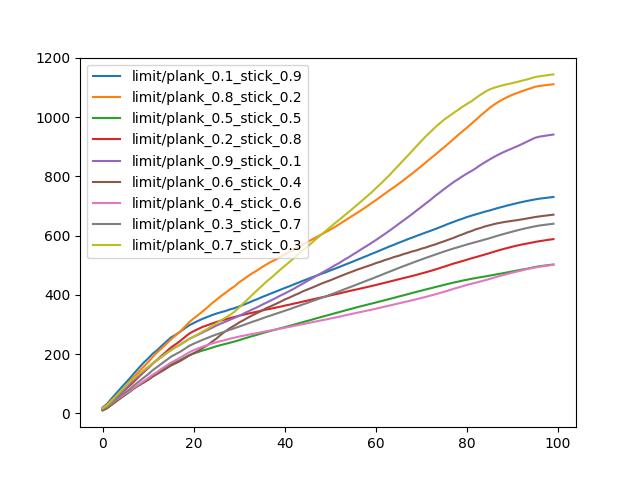 1200
1000
800
600
400
200
0
limit/plank_0.1_stick_0.9
limit/plank_0.8_stick_0.2
limit/plank_0.5_stick_0.5
limit/plank_0.2_stick_0.8
limit/plank_0.9_stick_0.1
limit/plank_0.6_stick_0.4
limit/plank_0.4_stick_0.6
limit/plank_0.3_stick_0.7
limit/plank_0.7_stick_0.3
0 20 40 60 80 100